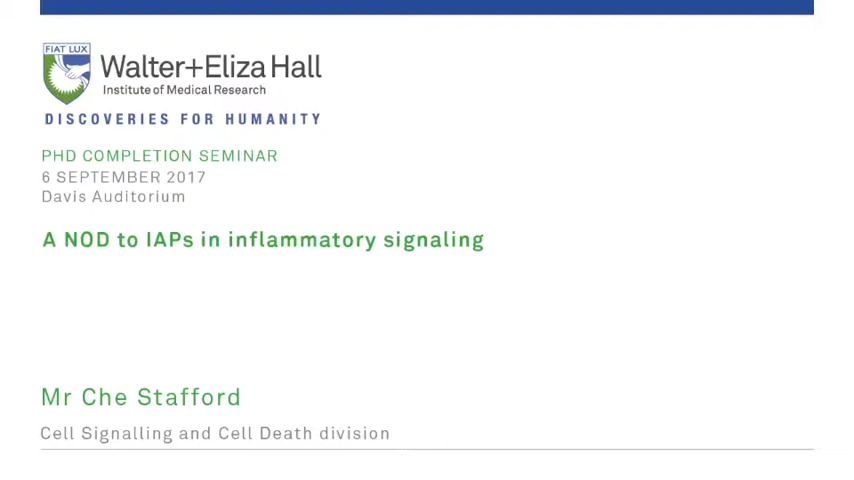 FIAT LUX
Walter+Eliza Hall
Institute of Medical Research
DISCOVERIES FOR HUMANITY
PHD COMPLETION SEMINAR
6 SEPTEMBER 2017
Davis Auditorium
A NOD to IAPs in inflammatory signaling
Mr Che Stafford
Cell Signalling and Cell Death division